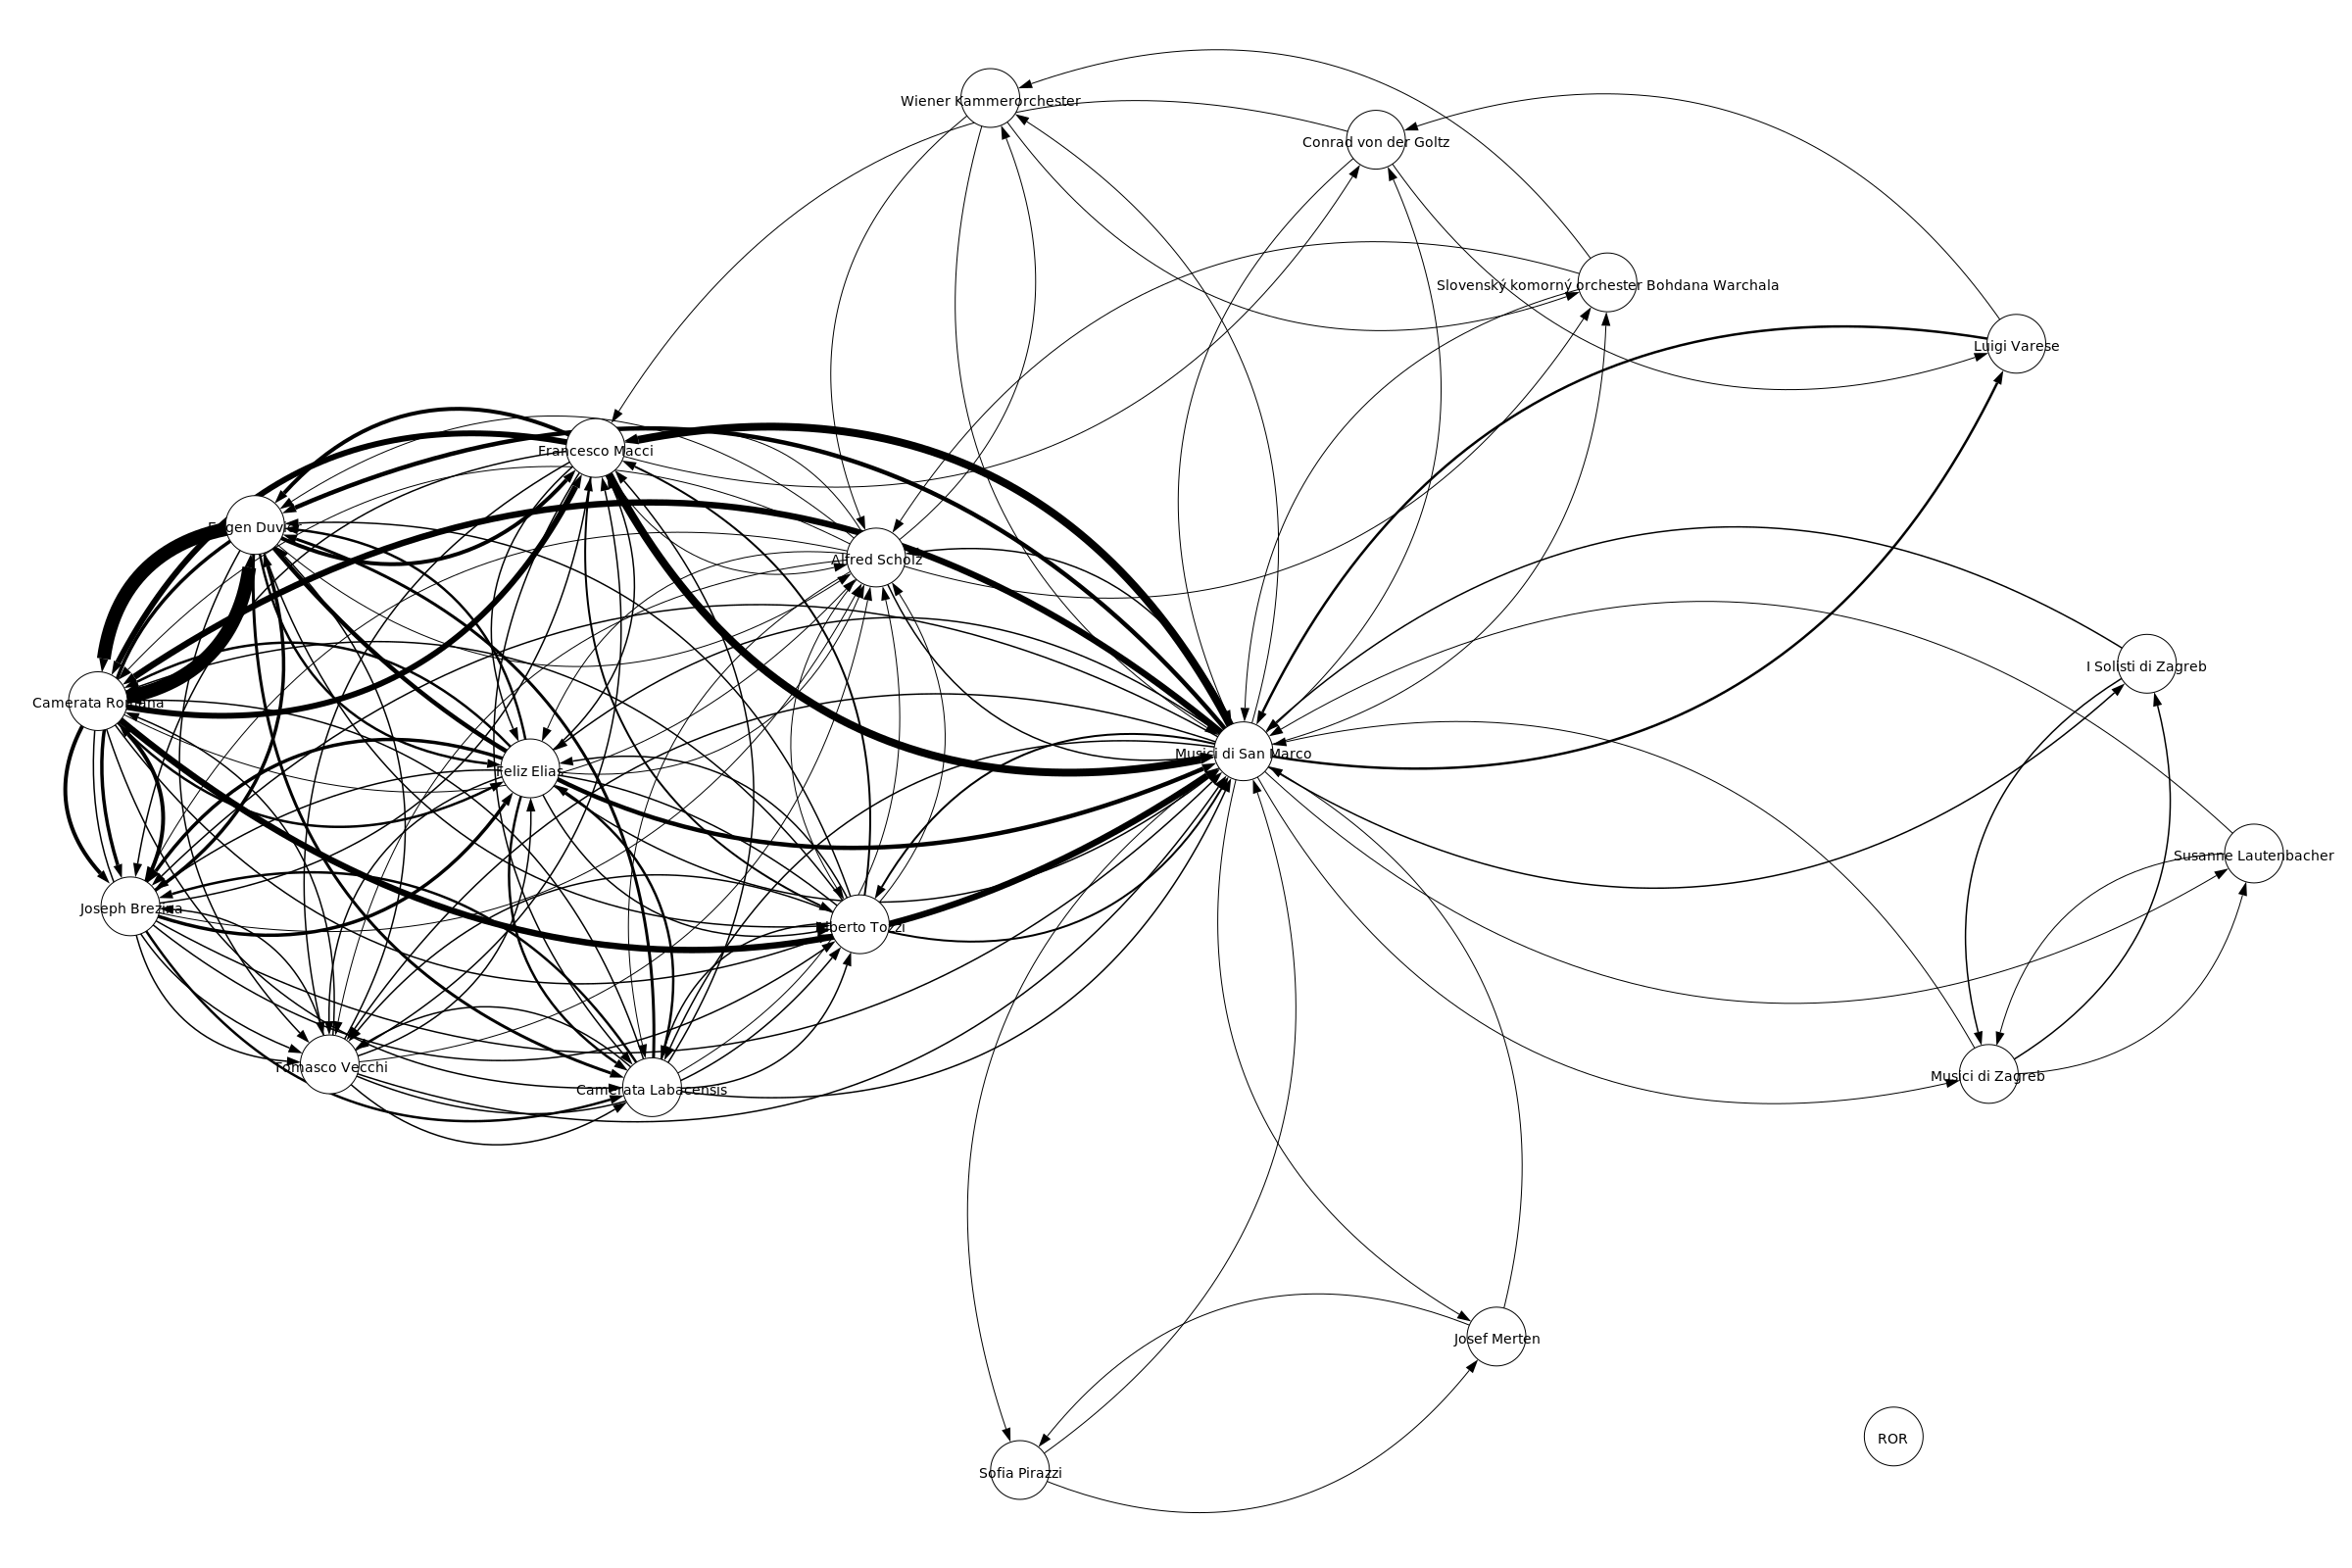 Wiener Kammerorchester
Conrad von der Goltz
Slovenský komorný orchester Bohdana Warchala
Luigi Varese
Francesco Macci
Eugen Duvier
Alfred Scholz
I Solisti di Zagreb
Camerata Romana
Musici di San Marco
Feliz Elias
Susanne Lautenbacher
Joseph Brezina
Alberto Tozzi
Tomasco Vecchi
Musici di Zagreb
Camerata Labacensis
Josef Merten
ROR
Sofia Pirazzi